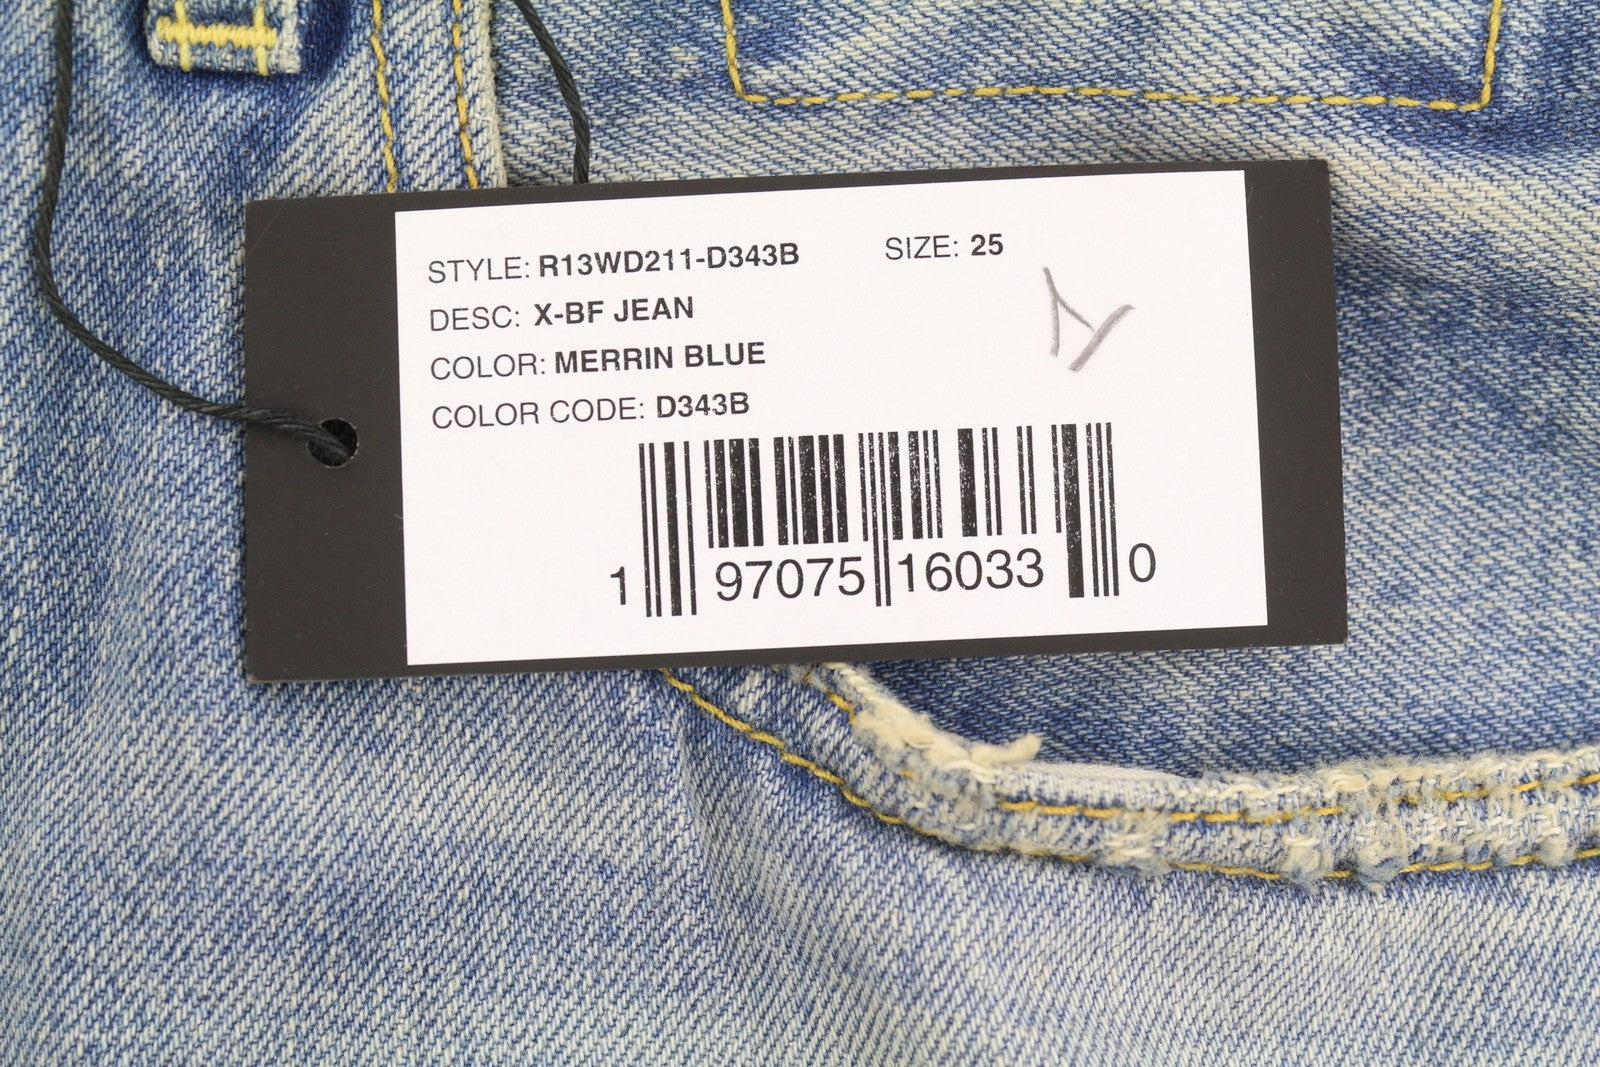 STYLE: R13WD211-D343B SIZE: 25
DESC: X-BF JEAN
COLOR: MERRIN BLUE
COLOR CODE: D343B
1 97075 16033 0